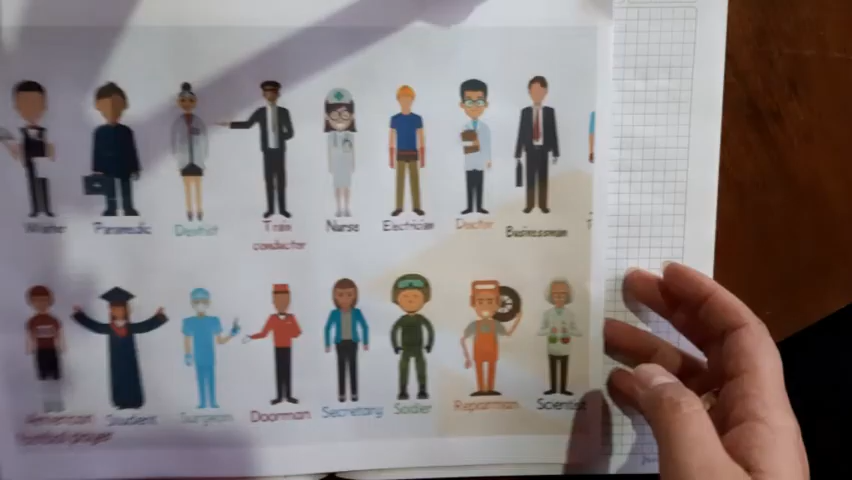 Waiter Paramedic Dentist Train conductor Nurse Electrician Doctor Businessman
American football player Student Surgeon Doorman Secretary Soldier Repairman Scientist